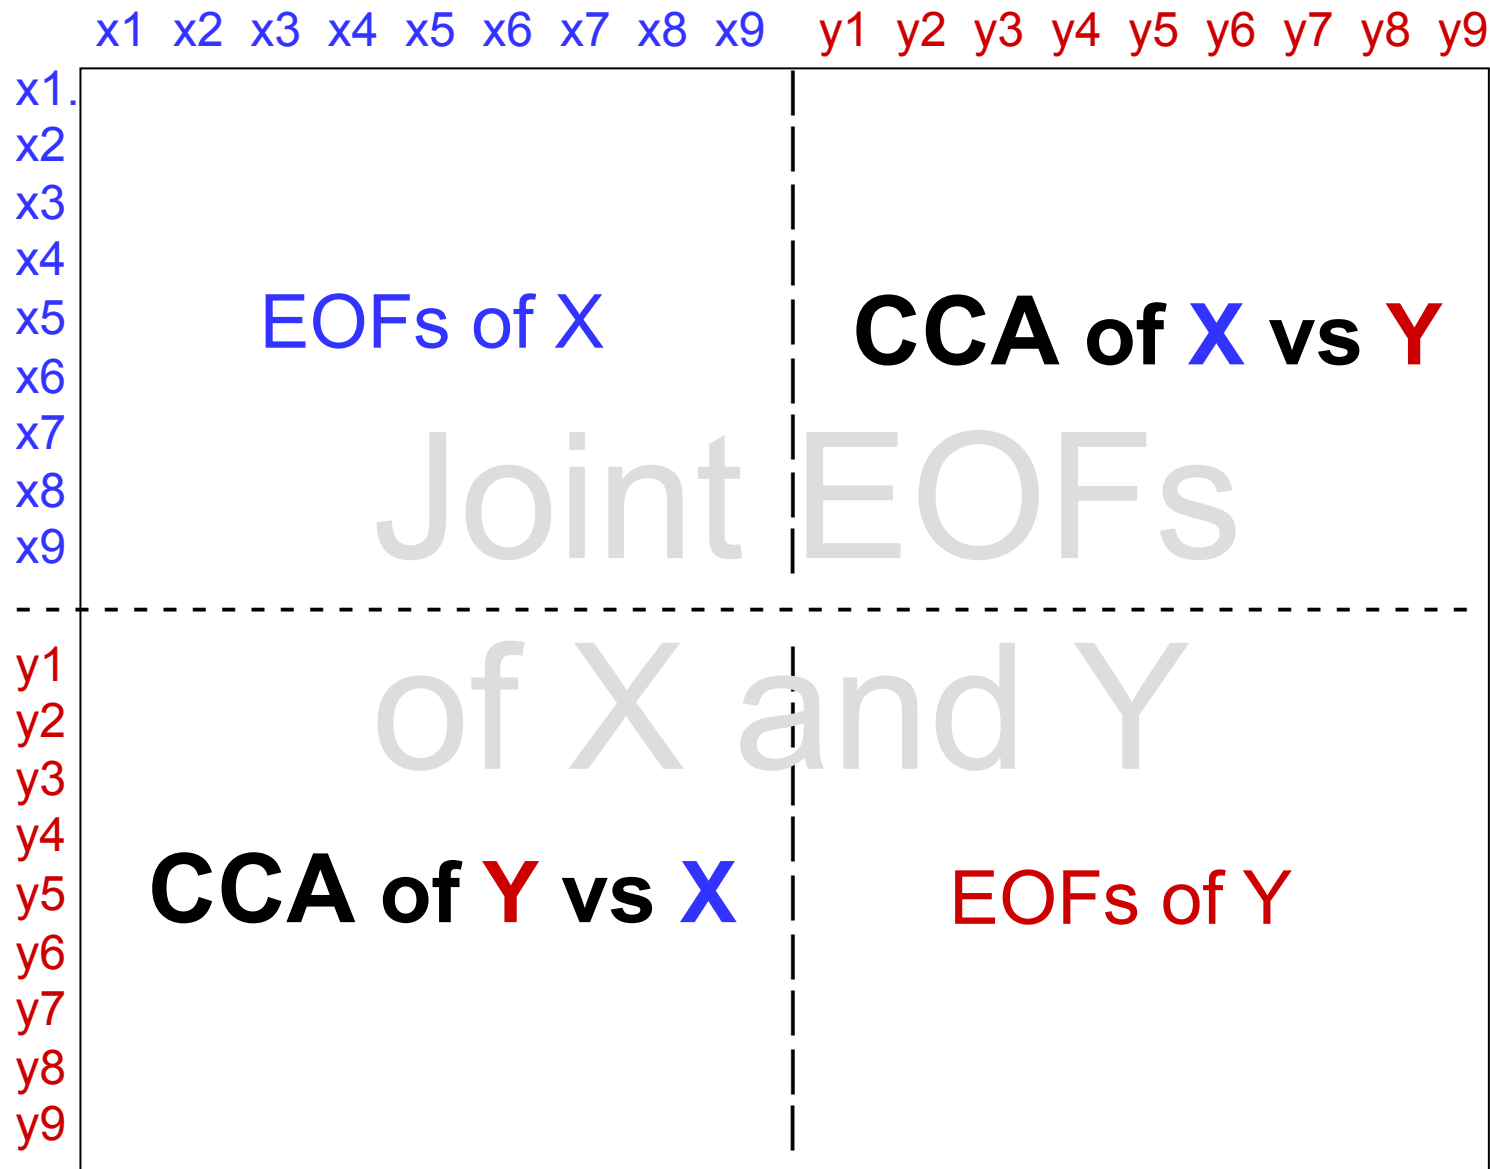 x1 x2 x3 x4 x5 x6 x7 x8 x9 y1 y2 y3 y4 y5 y6 y7 y8 y9
x1.
x2
x3
x4
x5
x6
x7
x8
x9
EOFs of X
CCA of X vs Y
Joint EOFs
of X and Y
y1
y2
y3
y4
y5
y6
y7
y8
y9
CCA of Y vs X
EOFs of Y